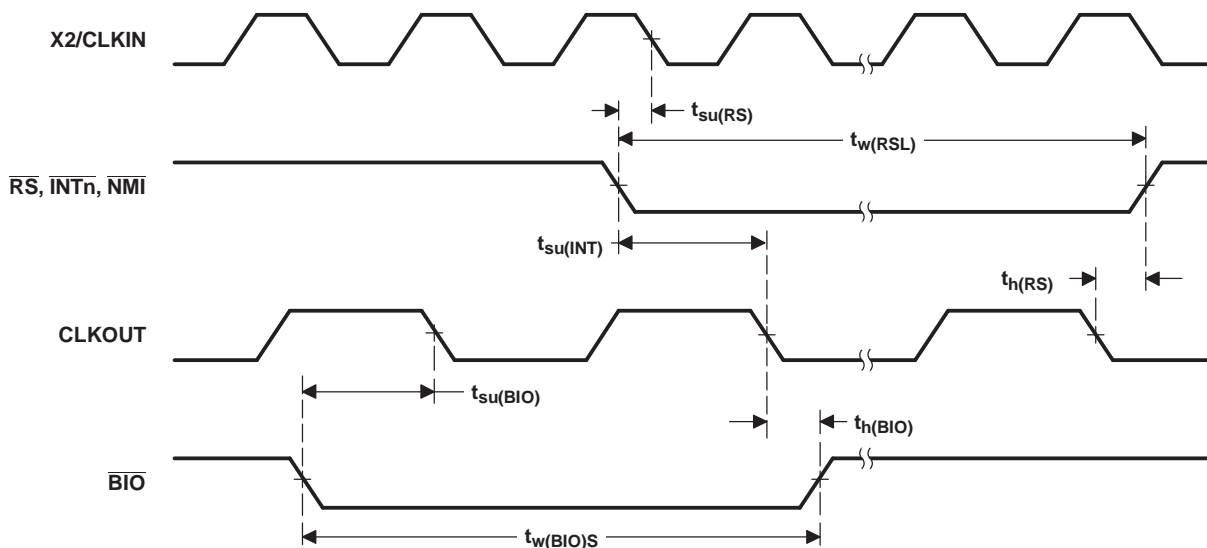 X2/CLKIN
tsu(RS)
tw(RSL)
RS, INTn, NMI
tsu(INT)
th(RS)
CLKOUT
tsu(BIO)
th(BIO)
BIO
tw(BIO)S